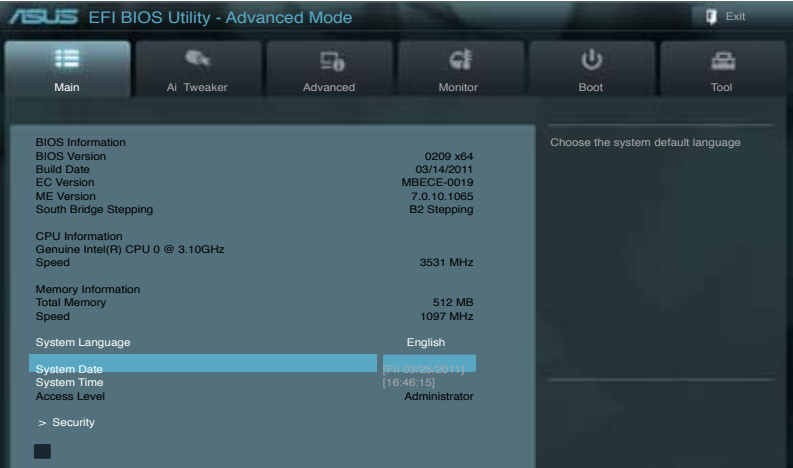 ASUS EFI BIOS Utility - Advanced Mode Exit
Main Ai Tweaker Advanced Monitor Boot Tool
BIOS Information
BIOS Version 0209 x64
Build Date 03/14/2011
EC Version MBECE-0019
ME Version 7.0.10.1065
South Bridge Stepping B2 Stepping
CPU Information
Genuine Intel(R) CPU 0 @ 3.10GHz
Speed 3531 MHz
Memory Information
Total Memory 512 MB
Speed 1097 MHz
System Language English
System Date [Fri 03/25/2011]
System Time [16:46:15]
Access Level Administrator
> Security
Choose the system default language